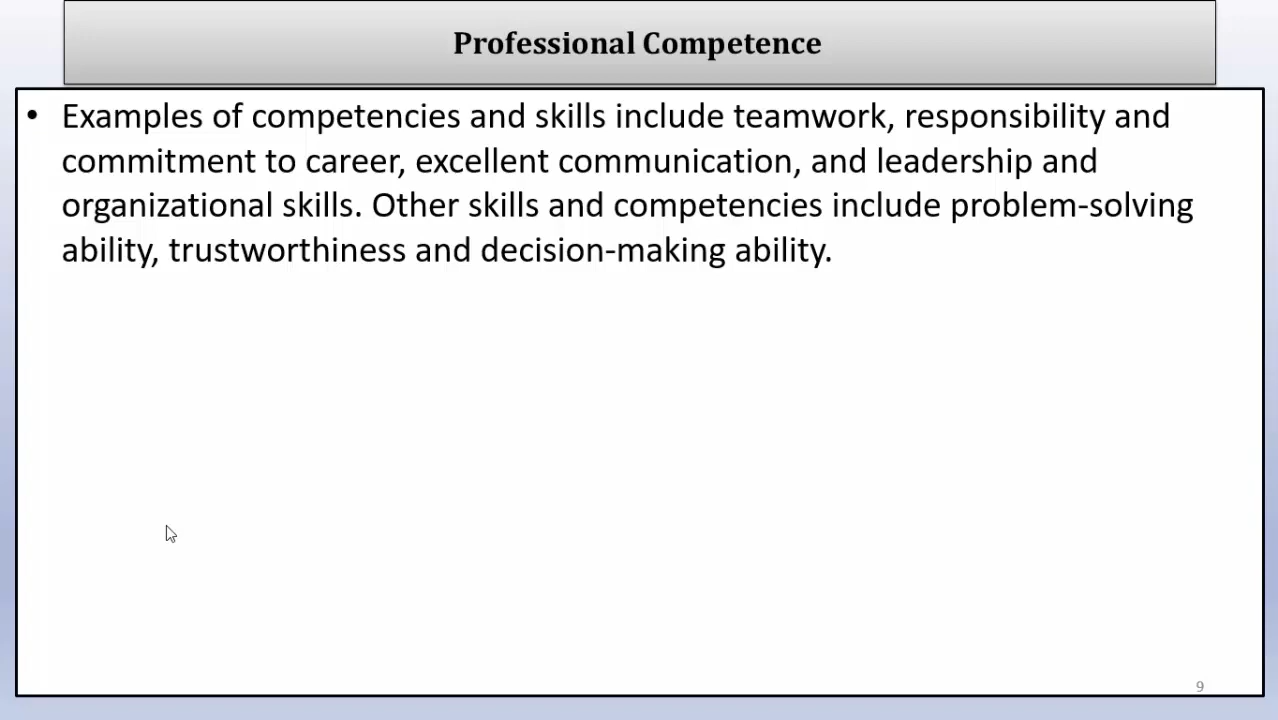 Professional Competence
• Examples of competencies and skills include teamwork, responsibility and
commitment to career, excellent communication, and leadership and
organizational skills. Other skills and competencies include problem-solving
ability, trustworthiness and decision-making ability.
9